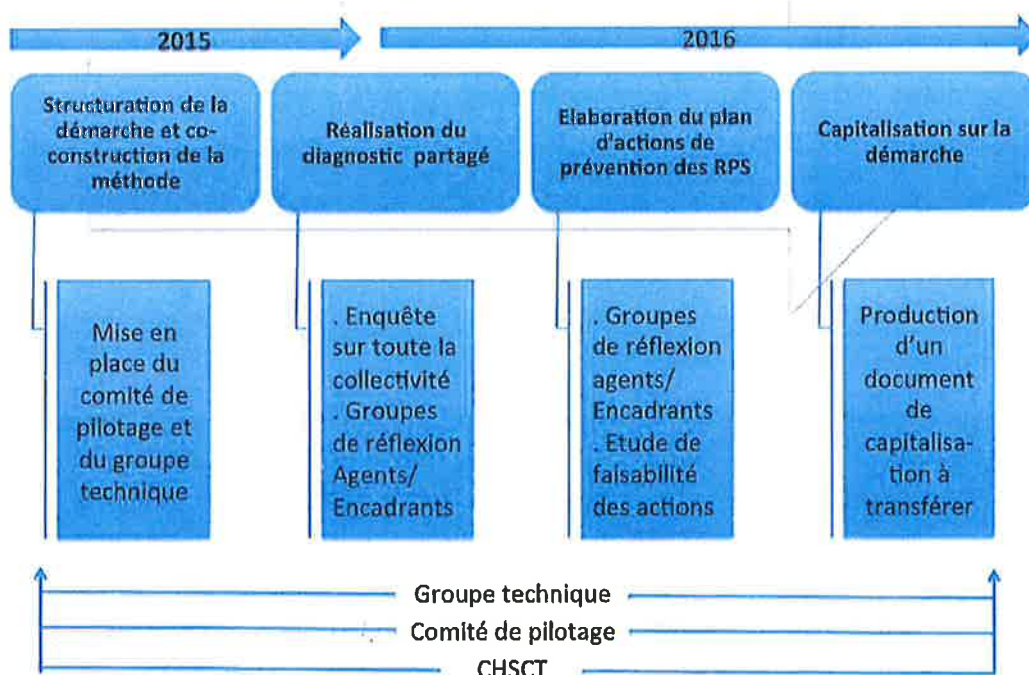 2015
2016
Structuration de la
démarche et co-
construction de la
méthode
Réalisation du
diagnostic partagé
Elaboration du plan
d'actions de
prévention des RPS
Capitalisation sur la
démarche
Mise en
place du
comité de
pilotage et
du groupe
technique
. Enquête
sur toute la
collectivité
. Groupes
de réflexion
Agents/
Encadrants
. Groupes
de réflexion
agents/
Encadrants
. Etude de
faisabilité
des actions
Production
d'un
document
de
capitalisa-
tion à
transférer
Groupe technique
Comité de pilotage
CHSCT